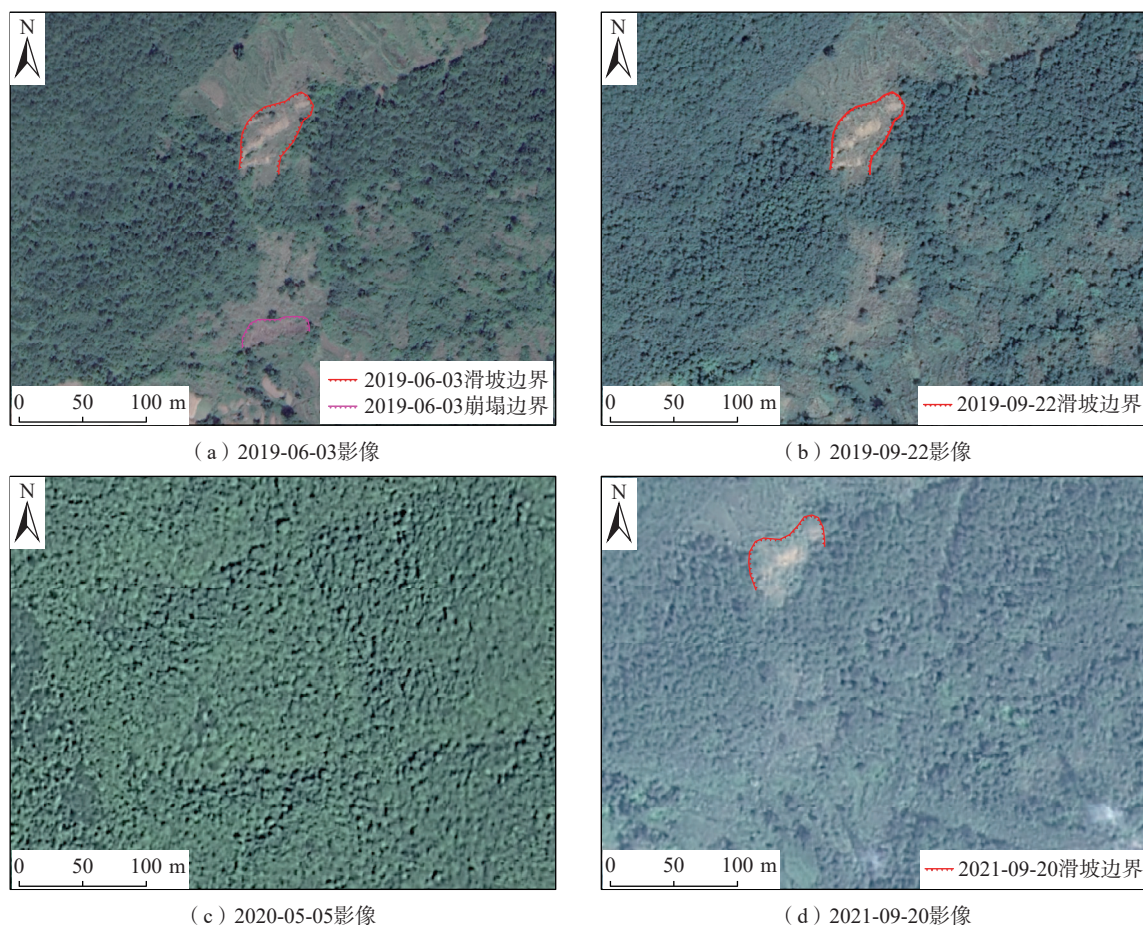 N
2019-06-03滑坡边界
2019-06-03崩塌边界
0 50 100 m
（a）2019-06-03影像
N
2019-09-22滑坡边界
0 50 100 m
（b）2019-09-22影像
N
0 50 100 m
（c）2020-05-05影像
N
2021-09-20滑坡边界
0 50 100 m
（d）2021-09-20影像